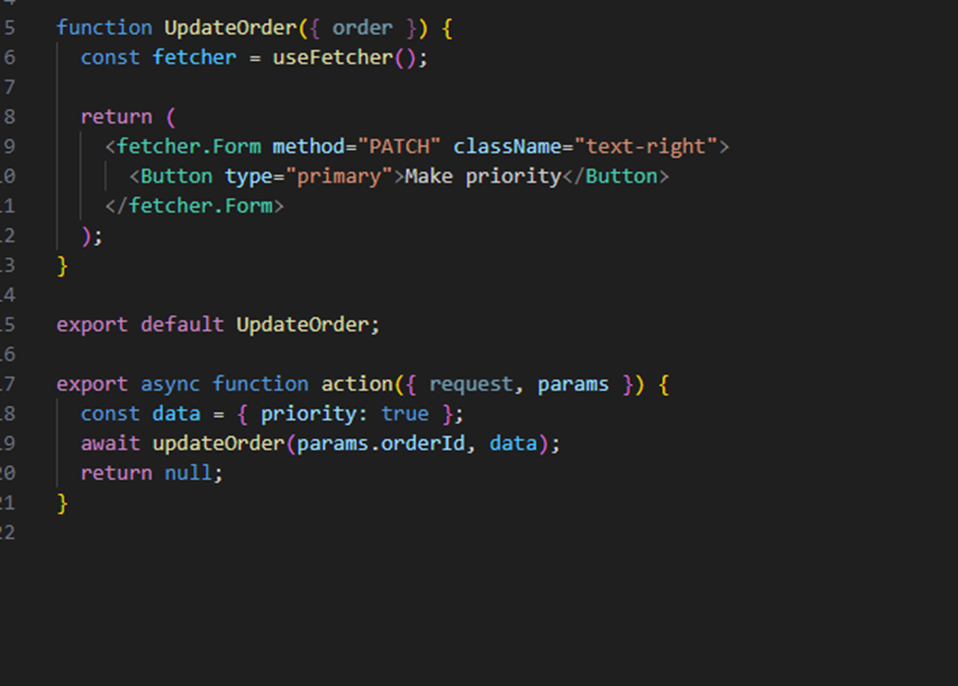 5 function UpdateOrder({ order }) {
6 const fetcher = useFetcher();
7
8 return (
9 <fetcher.Form method="PATCH" className="text-right">
10 <Button type="primary">Make priority</Button>
11 </fetcher.Form>
12 );
13 }
14
15 export default UpdateOrder;
16
17 export async function action({ request, params }) {
18 const data = { priority: true };
19 await updateOrder(params.orderId, data);
20 return null;
21 }
22